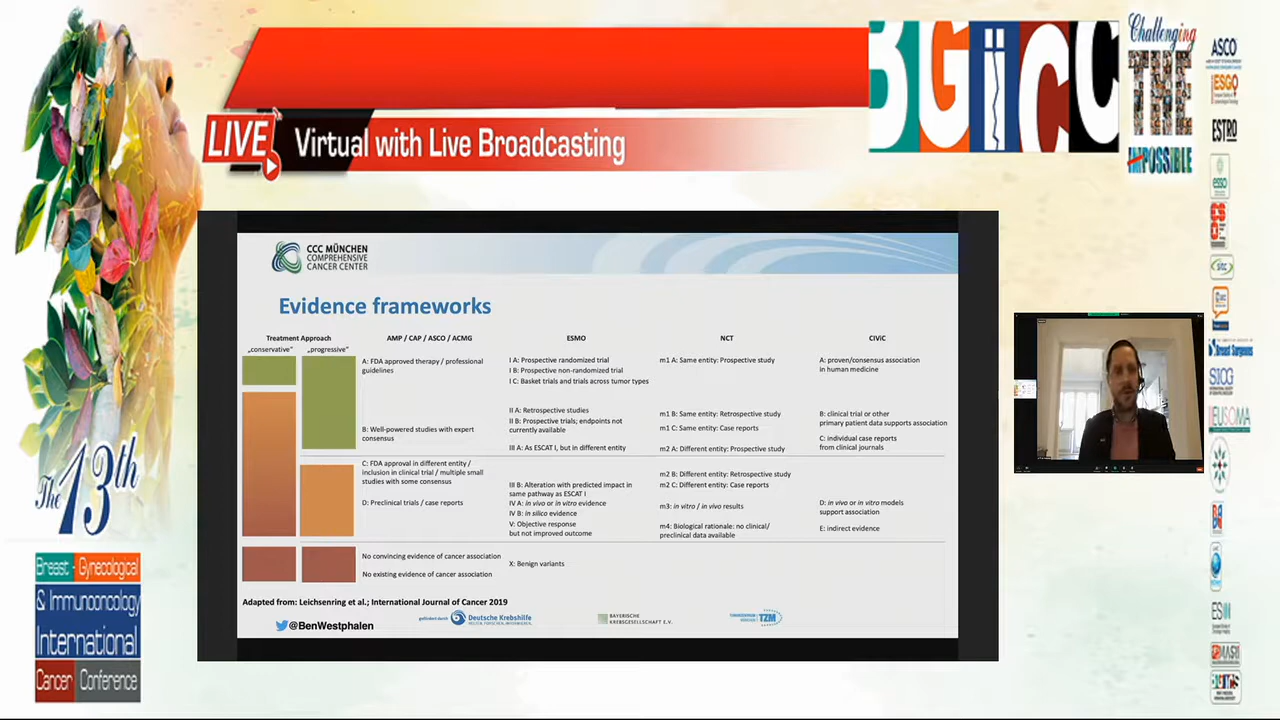 BGiCC
Challenging
THE
IMPOSSIBLE
LIVE
Virtual with Live Broadcasting
ASCO
ESGO
ESTRO
esso
SIOG
EUSOMA
CCC MÜNCHEN
COMPREHENSIVE
CANCER CENTER
Evidence frameworks
Treatment Approach
„conservative“ „progressive“
AMP / CAP / ASCO / ACMG
ESMO
NCT
CIViC
A: FDA approved therapy / professional
guidelines
B: Well-powered studies with expert
consensus
C: FDA approval in different entity /
inclusion in clinical trial / multiple small
studies with some consensus
D: Preclinical trials / case reports
No convincing evidence of cancer association
No existing evidence of cancer association
I A: Prospective randomized trial
I B: Prospective non-randomized trial
I C: Basket trials and trials across tumor types
II A: Retrospective studies
II B: Prospective trials; endpoints not
currently available
III A: As ESCAT I, but in different entity
III B: Alteration with predicted impact in
same pathway as ESCAT I
IV A: in vivo or in vitro evidence
IV B: in silico evidence
V: Objective response
but not improved outcome
X: Benign variants
m1 A: Same entity: Prospective study
m1 B: Same entity: Retrospective study
m1 C: Same entity: Case reports
m2 A: Different entity: Prospective study
m2 B: Different entity: Retrospective study
m2 C: Different entity: Case reports
m3: in vitro / in vivo results
m4: Biological rationale: no clinical/
preclinical data available
A: proven/consensus association
in human medicine
B: clinical trial or other
primary patient data supports association
C: individual case reports
from clinical journals
D: in vivo or in vitro models
support association
E: indirect evidence
Adapted from: Leichsenring et al.; International Journal of Cancer 2019
@BenWestphalen
gefördert durch
Deutsche Krebshilfe
HELFEN. FORSCHEN. INFORMIEREN.
BAYERISCHE
KREBSGESELLSCHAFT E.V.
TUMORZENTRUM
MÜNCHEN
TZM
The 13th
Breast - Gynecological
& Immunooncology
International
Cancer Conference